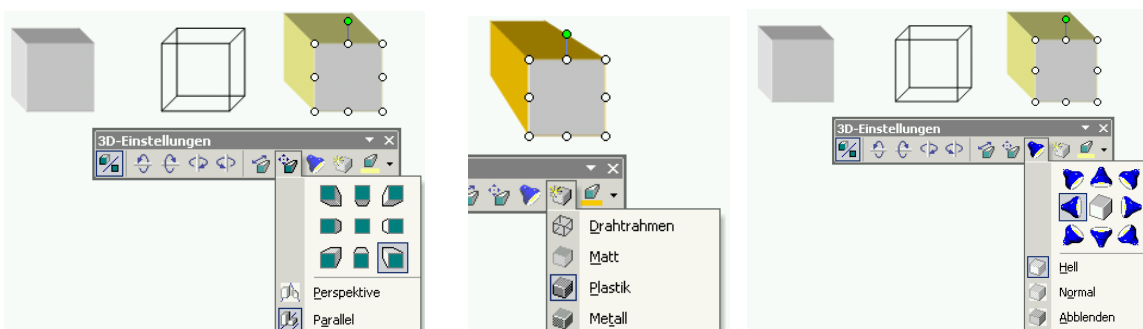 3D-Einstellungen
Perspektive
Parallel
Drahtrahmen
Matt
Plastik
Metall
3D-Einstellungen
Hell
Normal
Abblenden